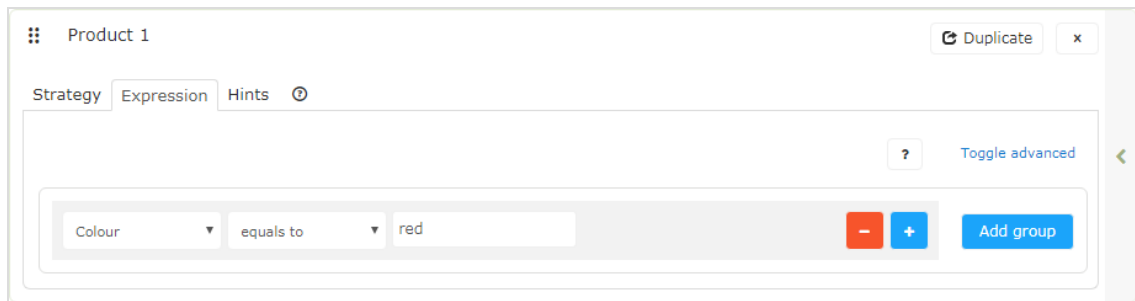 Product 1
Duplicate
x
Strategy Expression Hints ?
? Toggle advanced
Colour equals to red - + Add group